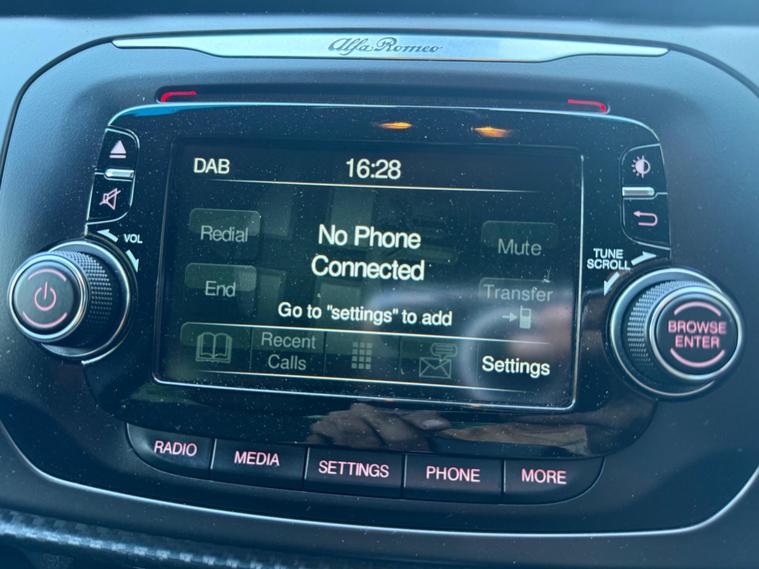 Alfa Romeo
DAB
16:28
VOL
TUNE
SCROLL
Redial
No Phone
Connected
Mute
End
Transfer
Go to "settings" to add
Recent
Calls
Settings
BROWSE
ENTER
RADIO
MEDIA
SETTINGS
PHONE
MORE